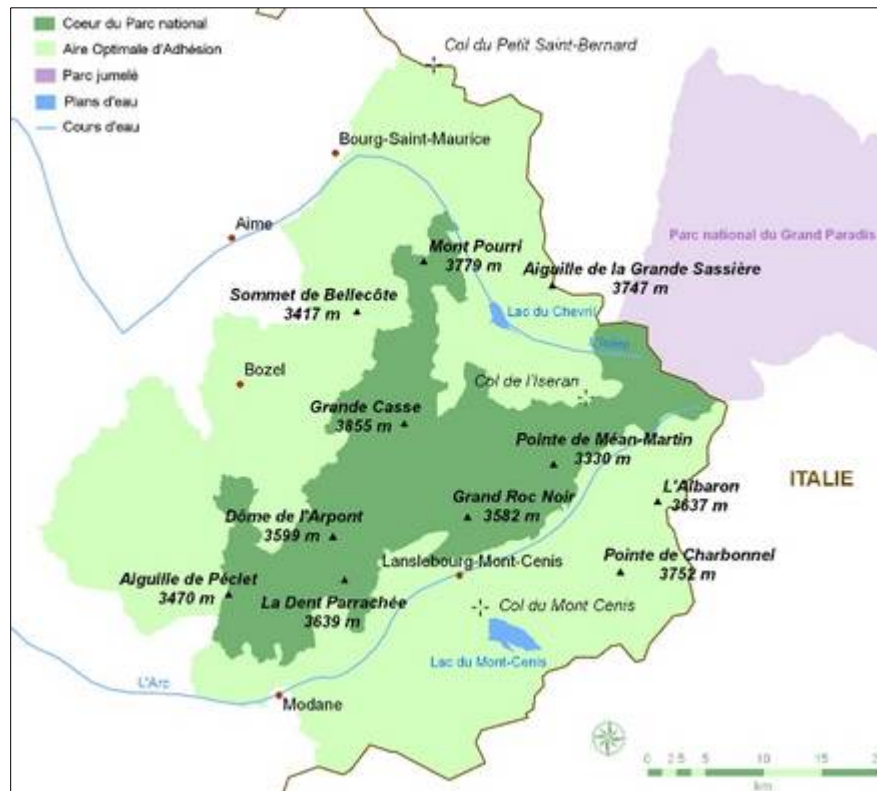 Coeur du Parc national
Aire Optimale d'Adhésion
Parc jumelé
Plans d'eau
Cours d'eau
Col du Petit Saint-Bernard
Bourg-Saint-Maurice
Aime
Mont Pourri
3779 m
Parc national du Grand Paradis
Aiguille de la Grande Sassière
3747 m
Sommet de Bellecôte
3417 m
Lac du Chevril
Bozel
Col de l'Iseran
Grande Casse
3855 m
Pointe de Méan-Martin
3330 m
ITALIE
L'Albaron
3637 m
Grand Roc Noir
3582 m
Dôme de l'Arpont
3599 m
Lanslebourg-Mont-Cenis
Pointe de Charbonnel
3752 m
Aiguille de Péclet
3470 m
La Dent Parrachée
3639 m
Col du Mont Cenis
Lac du Mont-Cenis
L'Arc
Modane
0 2.5 5 10 15
km